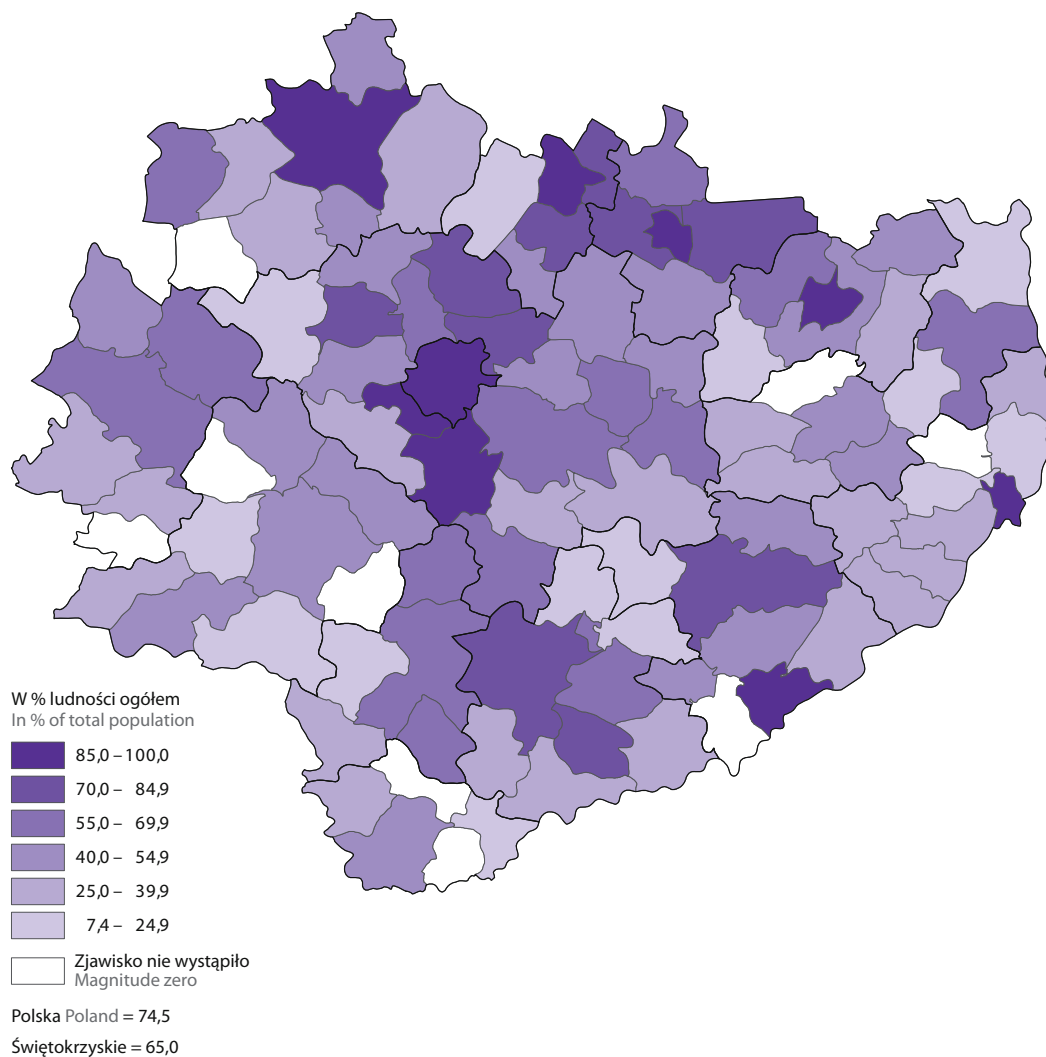 W % ludności ogółem
In % of total population
85,0 – 100,0
70,0 – 84,9
55,0 – 69,9
40,0 – 54,9
25,0 – 39,9
7,4 – 24,9
Zjawisko nie wystąpiło
Magnitude zero
Polska Poland = 74,5
Świętokrzyskie = 65,0